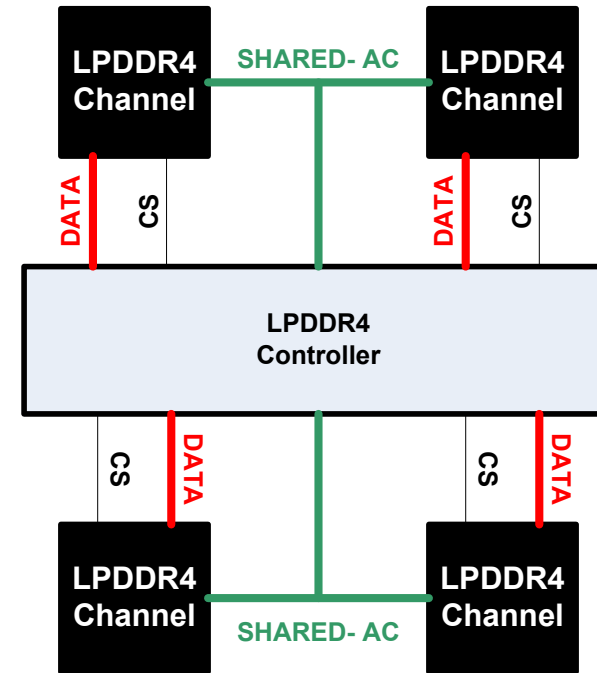 LPDDR4
Channel
SHARED- AC
LPDDR4
Channel
DATA
CS
DATA
CS
LPDDR4
Controller
CS
DATA
CS
DATA
LPDDR4
Channel
SHARED- AC
LPDDR4
Channel